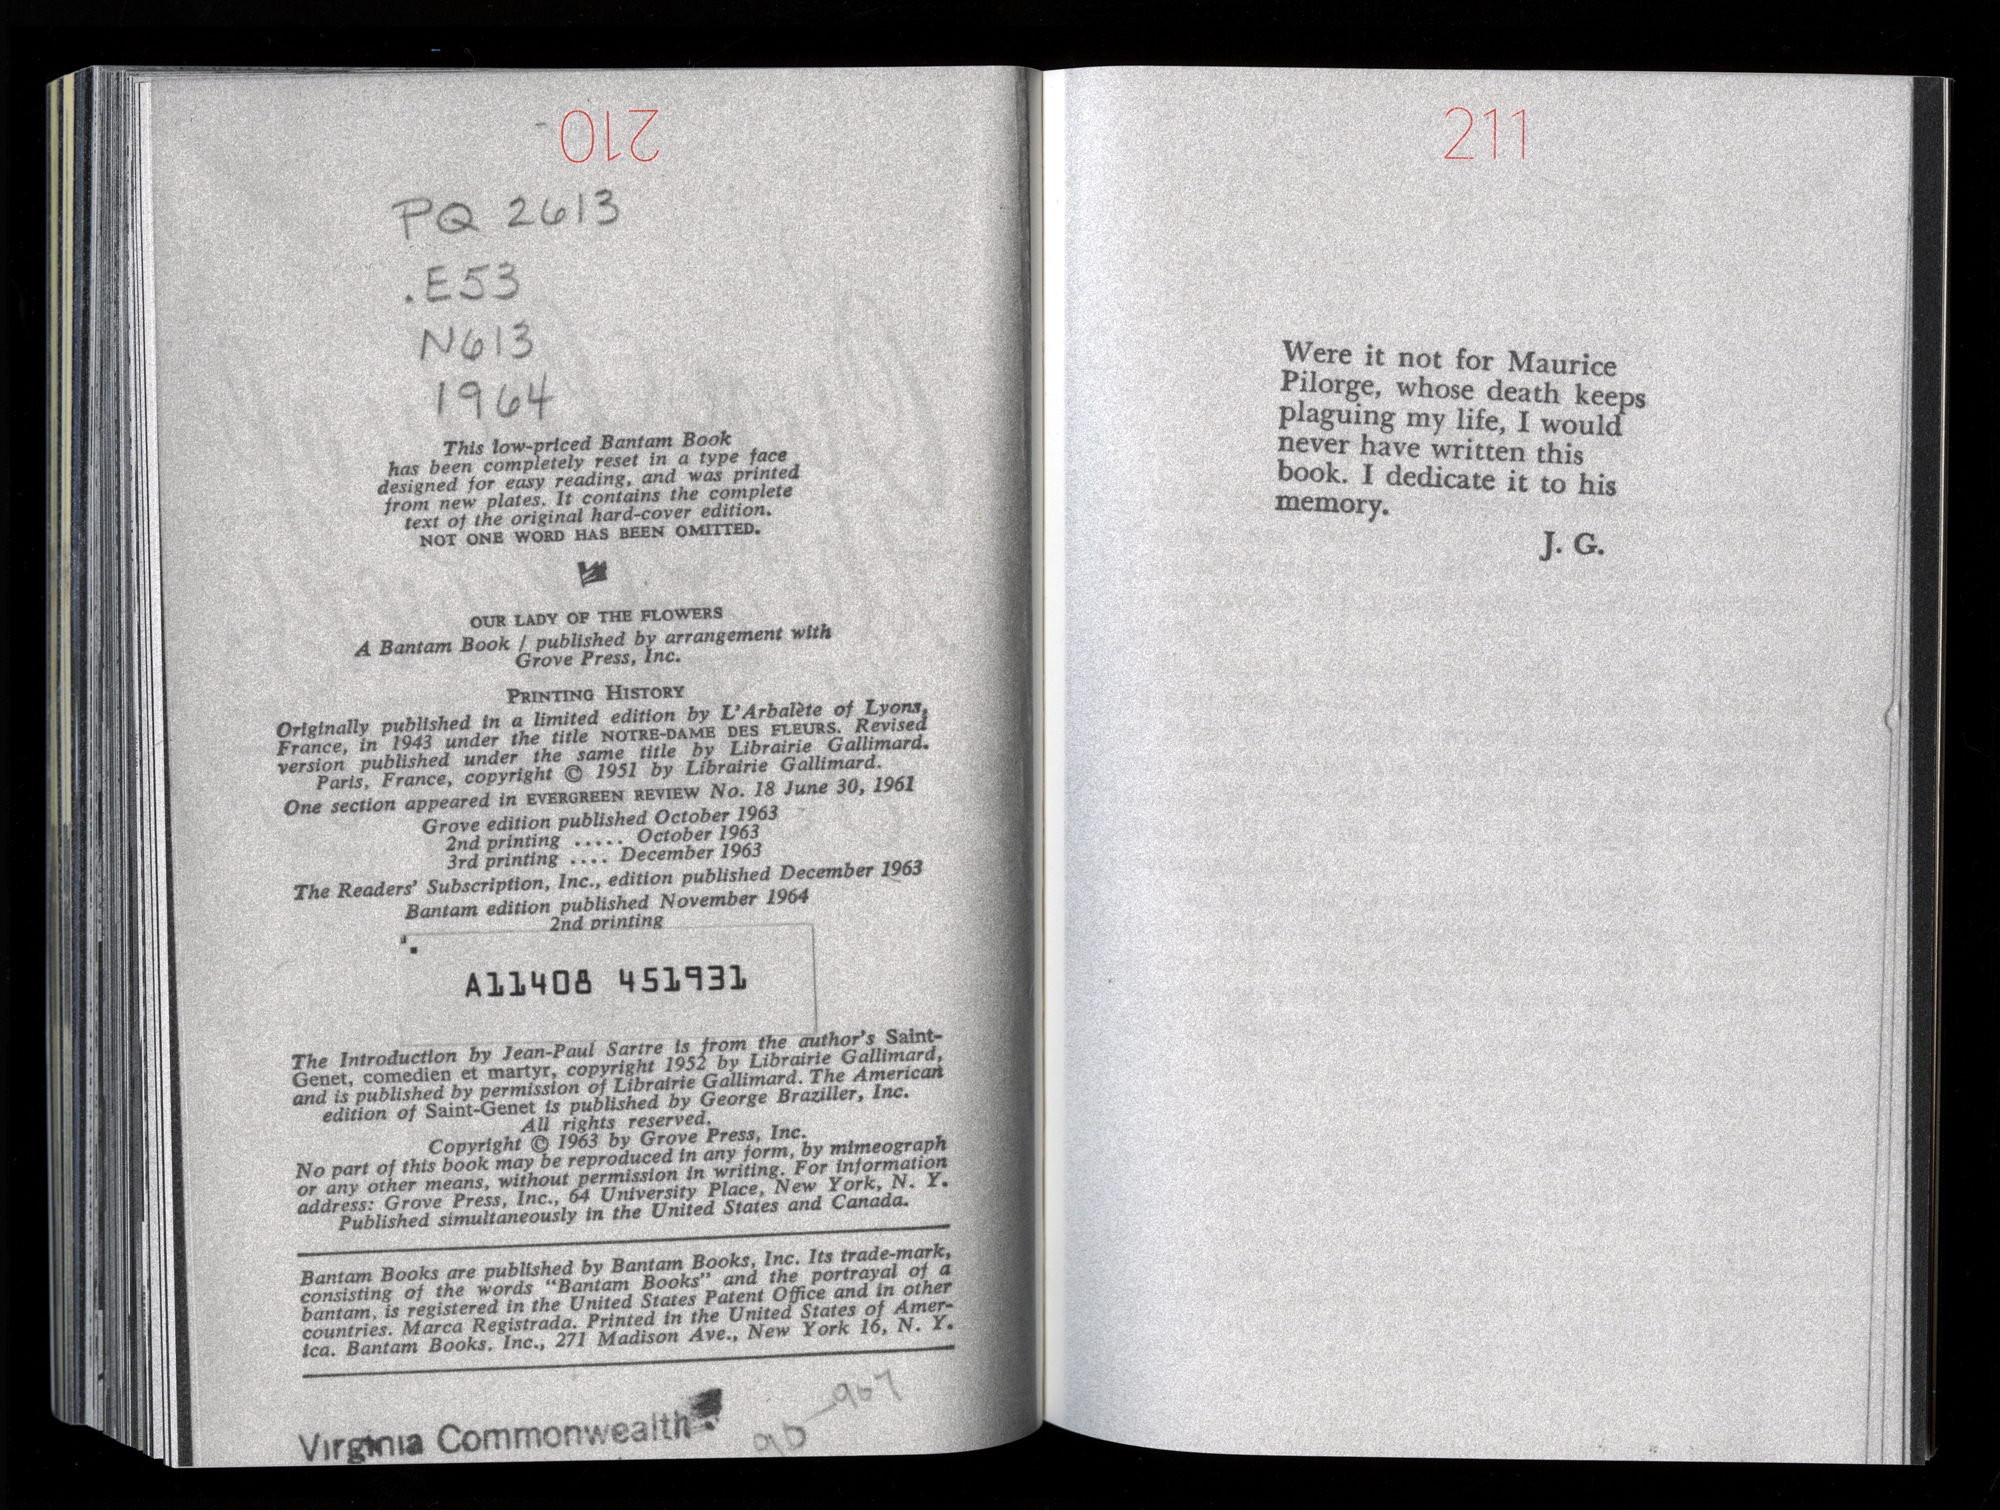 210
PQ 2613
.E53
N613
1964
This low-priced Bantam Book
has been completely reset in a type face
designed for easy reading, and was printed
from new plates. It contains the complete
text of the original hard-cover edition.
NOT ONE WORD HAS BEEN OMITTED.
OUR LADY OF THE FLOWERS
A Bantam Book / published by arrangement with
Grove Press, Inc.
PRINTING HISTORY
Originally published in a limited edition by L'Arbalète of Lyons,
France, in 1943 under the title NOTRE-DAME DES FLEURS. Revised
version published under the same title by Librairie Gallimard.
Paris, France, copyright © 1951 by Librairie Gallimard.
One section appeared in EVERGREEN REVIEW No. 18 June 30, 1961
Grove edition published October 1963
2nd printing ..... October 1963
3rd printing .... December 1963
The Readers' Subscription, Inc., edition published December 1963
Bantam edition published November 1964
2nd printing
A11408 451931
The Introduction by Jean-Paul Sartre is from the author's Saint-
Genet, comedien et martyr, copyright 1952 by Librairie Gallimard,
and is published by permission of Librairie Gallimard. The American
edition of Saint-Genet is published by George Braziller, Inc.
All rights reserved.
Copyright © 1963 by Grove Press, Inc.
No part of this book may be reproduced in any form, by mimeograph
or any other means, without permission in writing. For information
address: Grove Press, Inc., 64 University Place, New York, N. Y.
Published simultaneously in the United States and Canada.
Bantam Books are published by Bantam Books, Inc. Its trade-mark,
consisting of the words "Bantam Books" and the portrayal of a
bantam, is registered in the United States Patent Office and in other
countries. Marca Registrada. Printed in the United States of Amer-
ica. Bantam Books, Inc., 271 Madison Ave., New York 16, N. Y.
Virginia Commonwealth
90-907
211
Were it not for Maurice
Pilorge, whose death keeps
plaguing my life, I would
never have written this
book. I dedicate it to his
memory.
J. G.